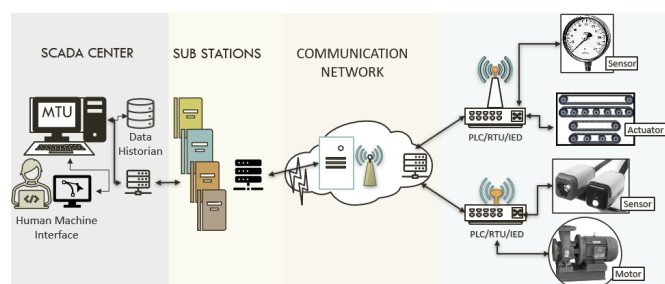 SCADA CENTER
SUB STATIONS
COMMUNICATION
NETWORK
MTU
Data
Historian
Human Machine
Interface
PLC/RTU/IED
Sensor
Actuator
PLC/RTU/IED
Sensor
Motor